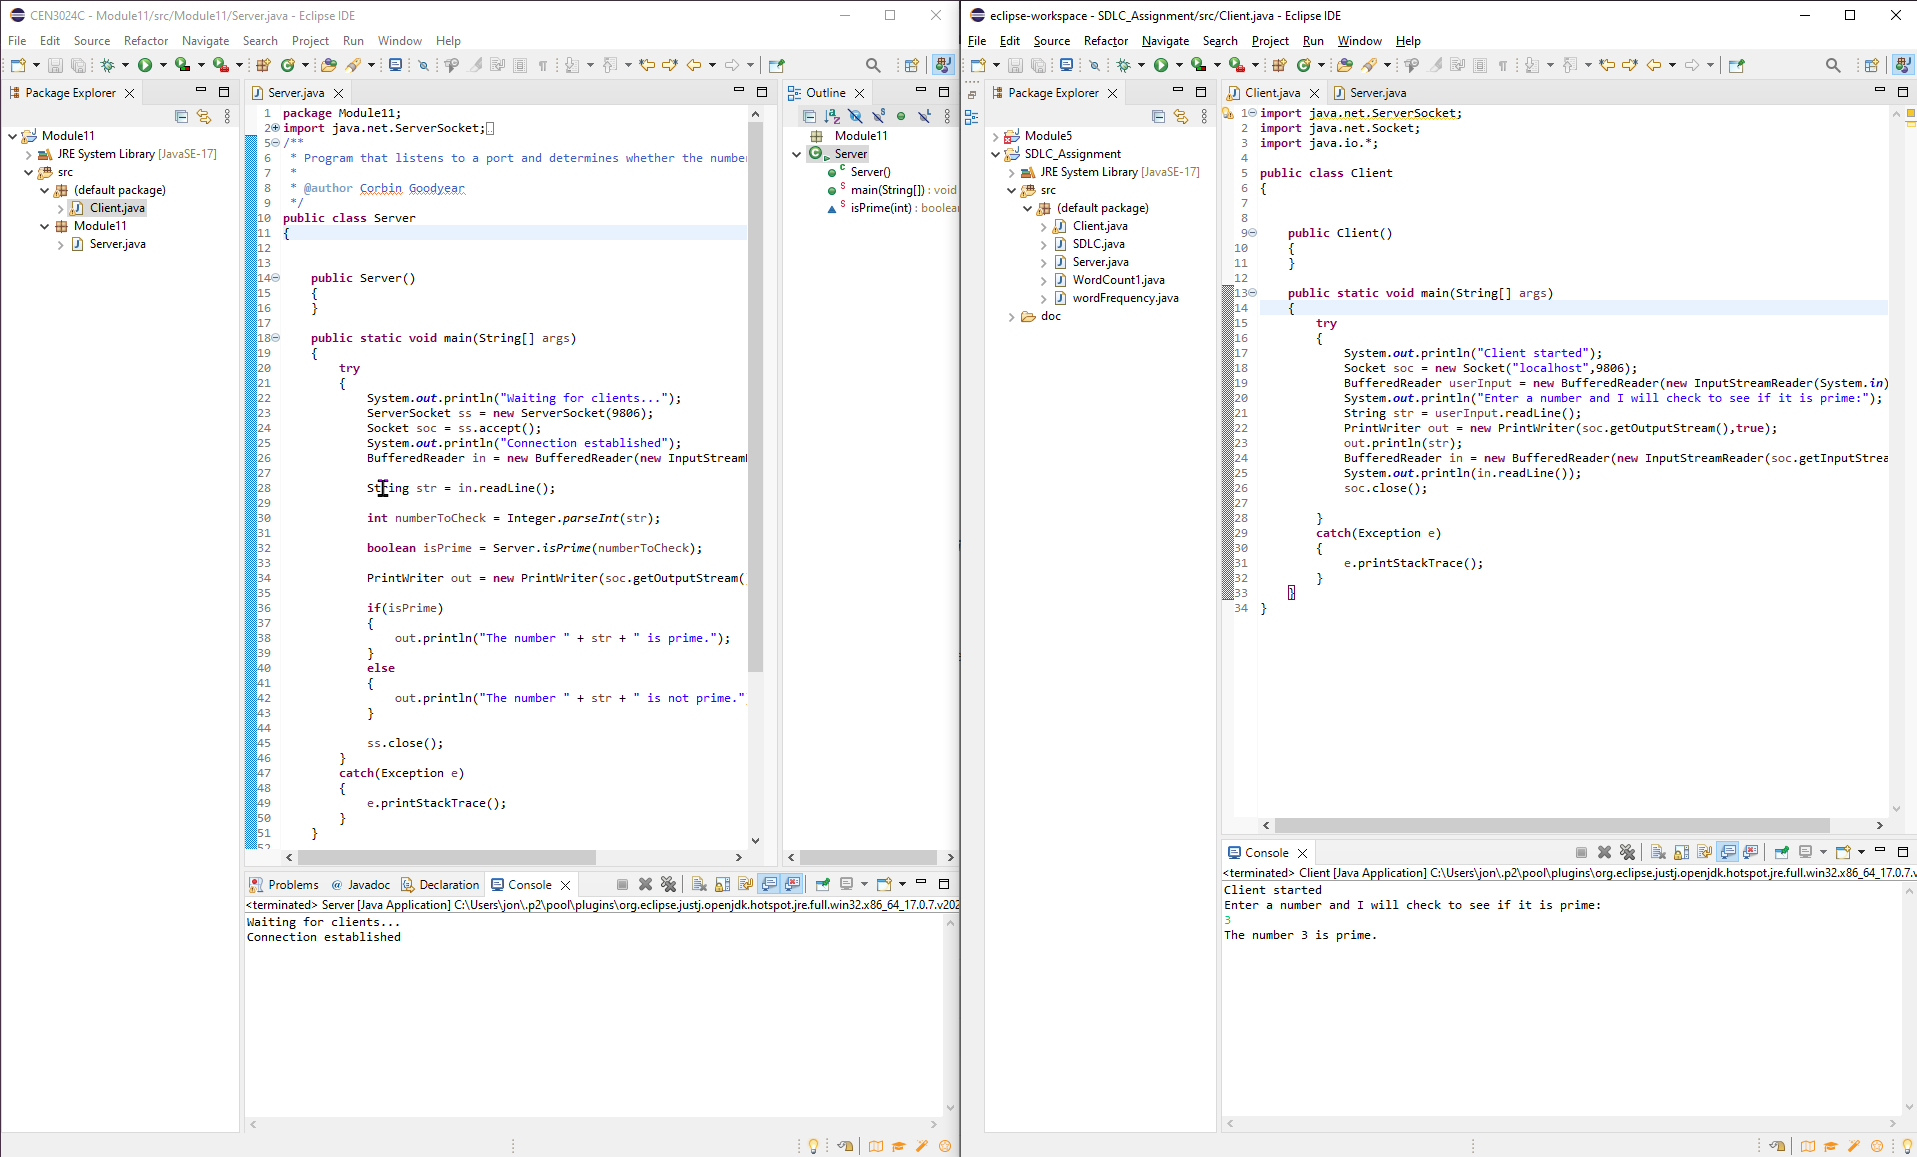 CEN3024C - Module11/src/Module11/Server.java - Eclipse IDE
File Edit Source Refactor Navigate Search Project Run Window Help
Package Explorer
Module11
JRE System Library [JavaSE-17]
src
(default package)
Client.java
Module11
Server.java
Server.java
1 package Module11;
2 import java.net.ServerSocket;
5 /**
6 * Program that listens to a port and determines whether the number
7 *
8 * @author Corbin Goodyear
9 */
10 public class Server
11 {
12
13
14 public Server()
15 {
16 }
17
18 public static void main(String[] args)
19 {
20 try
21 {
22 System.out.println("Waiting for clients...");
23 ServerSocket ss = new ServerSocket(9806);
24 Socket soc = ss.accept();
25 System.out.println("Connection established");
26 BufferedReader in = new BufferedReader(new InputStream
27
28 String str = in.readLine();
29
30 int numberToCheck = Integer.parseInt(str);
31
32 boolean isPrime = Server.isPrime(numberToCheck);
33
34 PrintWriter out = new PrintWriter(soc.getOutputStream(
35
36 if(isPrime)
37 {
38 out.println("The number " + str + " is prime.");
39 }
40 else
41 {
42 out.println("The number " + str + " is not prime."
43 }
44
45 ss.close();
46 }
47 catch(Exception e)
48 {
49 e.printStackTrace();
50 }
51 }
52
Outline
Module11
Server
Server()
main(String[]) : void
isPrime(int) : boolea
Problems @ Javadoc Declaration Console
<terminated> Server [Java Application] C:\Users\jon\.p2\pool\plugins\org.eclipse.justj.openjdk.hotspot.jre.full.win32.x86_64_17.0.7.v202
Waiting for clients...
Connection established
eclipse-workspace - SDLC_Assignment/src/Client.java - Eclipse IDE
File Edit Source Refactor Navigate Search Project Run Window Help
Package Explorer
Module5
SDLC_Assignment
JRE System Library [JavaSE-17]
src
(default package)
Client.java
SDLC.java
Server.java
WordCount1.java
wordFrequency.java
doc
Client.java Server.java
1 import java.net.ServerSocket;
2 import java.net.Socket;
3 import java.io.*;
4
5 public class Client
6 {
7
8
9 public Client()
10 {
11 }
12
13 public static void main(String[] args)
14 {
15 try
16 {
17 System.out.println("Client started");
18 Socket soc = new Socket("localhost",9806);
19 BufferedReader userInput = new BufferedReader(new InputStreamReader(System.in)
20 System.out.println("Enter a number and I will check to see if it is prime:");
21 String str = userInput.readLine();
22 PrintWriter out = new PrintWriter(soc.getOutputStream(),true);
23 out.println(str);
24 BufferedReader in = new BufferedReader(new InputStreamReader(soc.getInputStrea
25 System.out.println(in.readLine());
26 soc.close();
27
28 }
29 catch(Exception e)
30 {
31 e.printStackTrace();
32 }
33 }
34 }
Console
<terminated> Client [Java Application] C:\Users\jon\.p2\pool\plugins\org.eclipse.justj.openjdk.hotspot.jre.full.win32.x86_64_17.0.7.v
Client started
Enter a number and I will check to see if it is prime:
3
The number 3 is prime.